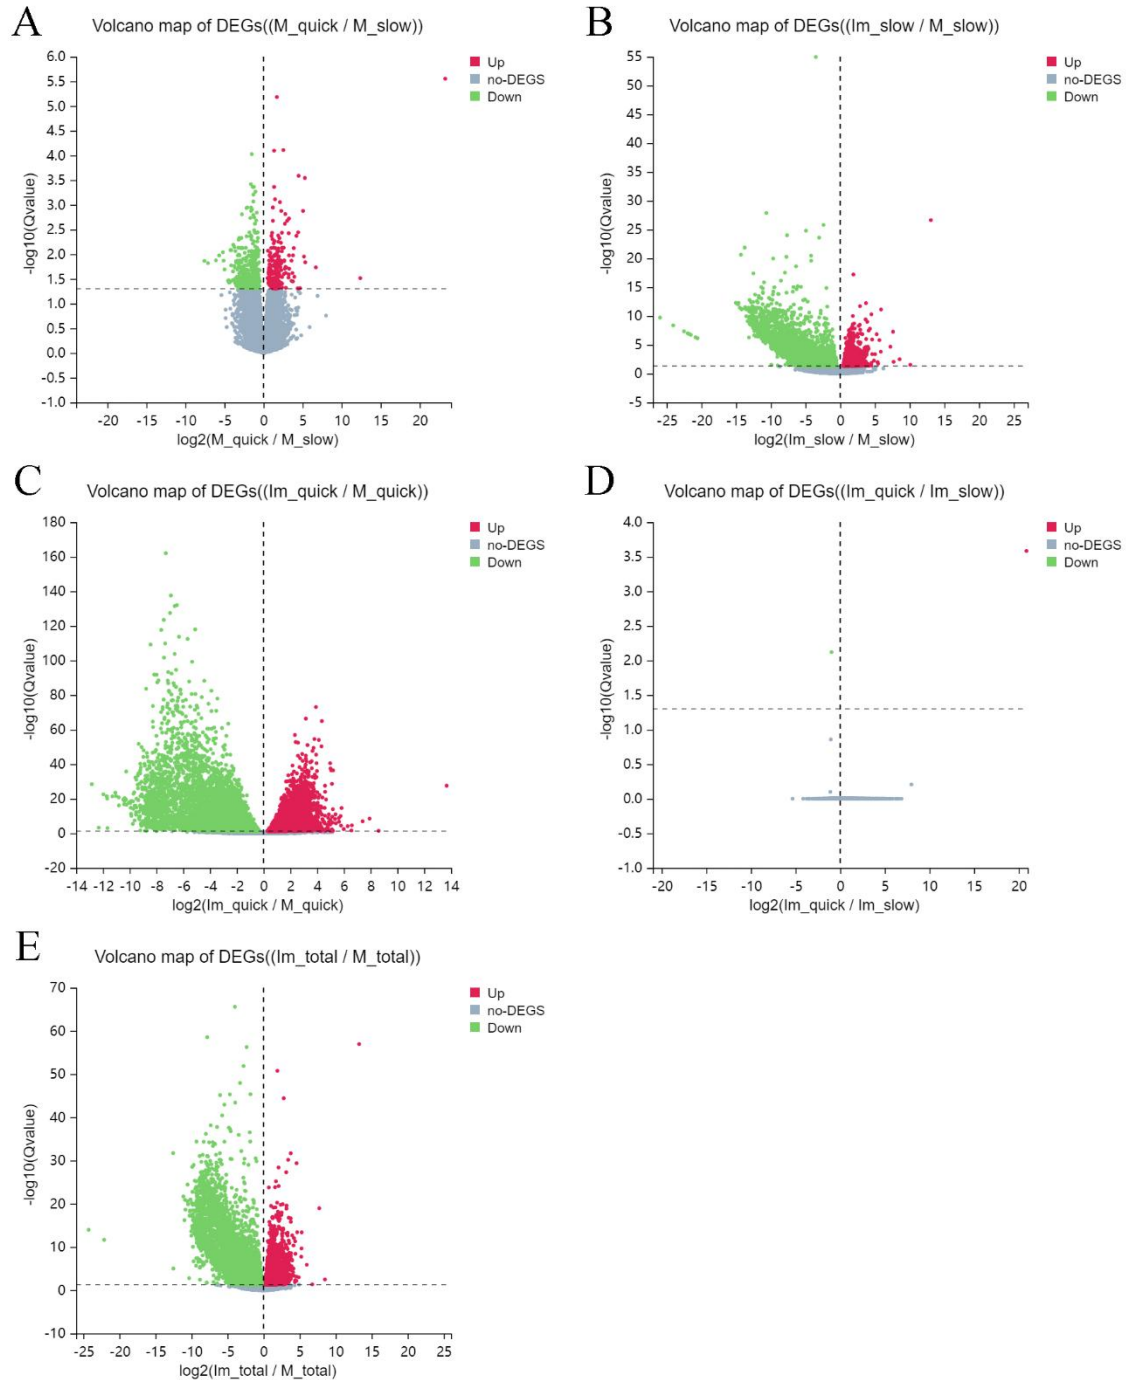 A
Volcano map of DEGs((M_quick / M_slow))
6.0
5.5
5.0
4.5
4.0
3.5
3.0
2.5
2.0
1.5
1.0
0.5
0.0
-0.5
-1.0
-log10(Qvalue)
-20 -15 -10 -5 0 5 10 15 20
log2(M_quick / M_slow)
Up
no-DEGS
Down
B
Volcano map of DEGs((Im_slow / M_slow))
55
50
45
40
35
30
25
20
15
10
5
0
-5
-log10(Qvalue)
-25 -20 -15 -10 -5 0 5 10 15 20 25
log2(Im_slow / M_slow)
Up
no-DEGS
Down
C
Volcano map of DEGs((Im_quick / M_quick))
180
160
140
120
100
80
60
40
20
0
-20
-log10(Qvalue)
-14 -12 -10 -8 -6 -4 -2 0 2 4 6 8 10 12 14
log2(Im_quick / M_quick)
Up
no-DEGS
Down
D
Volcano map of DEGs((Im_quick / Im_slow))
4.0
3.5
3.0
2.5
2.0
1.5
1.0
0.5
0.0
-0.5
-1.0
-log10(Qvalue)
-20 -15 -10 -5 0 5 10 15 20
log2(Im_quick / Im_slow)
Up
no-DEGS
Down
E
Volcano map of DEGs((Im_total / M_total))
70
60
50
40
30
20
10
0
-10
-log10(Qvalue)
-25 -20 -15 -10 -5 0 5 10 15 20 25
log2(Im_total / M_total)
Up
no-DEGS
Down